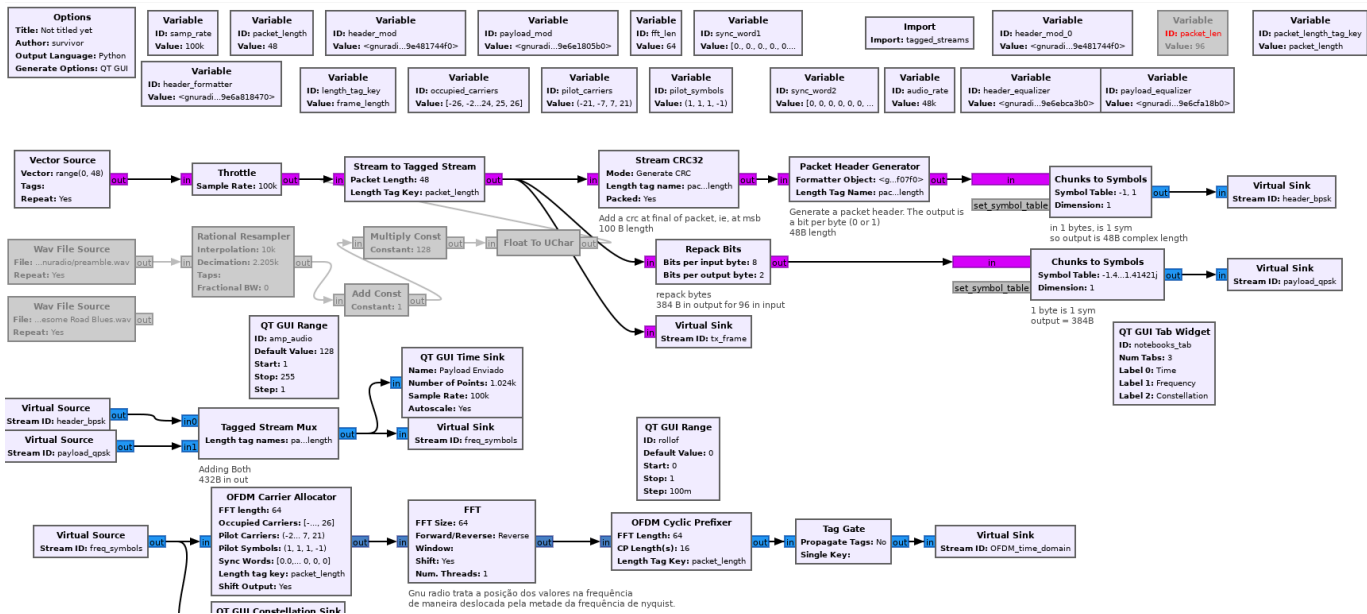 Options
Title: Not titled yet
Author: survivor
Output Language: Python
Generate Options: QT GUI
Variable
ID: samp_rate
Value: 100k
Variable
ID: packet_length
Value: 48
Variable
ID: header_mod
Value: <gnuradi...9e481744f0>
Variable
ID: payload_mod
Value: <gnuradi...9e6e1805b0>
Variable
ID: fft_len
Value: 64
Variable
ID: sync_word1
Value: [0., 0., 0., 0., 0....
Import
Import: tagged_streams
Variable
ID: header_mod_0
Value: <gnuradi...9e481744f0>
Variable
ID: packet_len
Value: 96
Variable
ID: packet_length_tag_key
Value: packet_length
Variable
ID: header_formatter
Value: <gnuradi...9e6a818470>
Variable
ID: length_tag_key
Value: frame_length
Variable
ID: occupied_carriers
Value: [-26, -2...24, 25, 26]
Variable
ID: pilot_carriers
Value: (-21, -7, 7, 21)
Variable
ID: pilot_symbols
Value: (1, 1, 1, -1)
Variable
ID: sync_word2
Value: [0, 0, 0, 0, 0, 0, ...
Variable
ID: audio_rate
Value: 48k
Variable
ID: header_equalizer
Value: <gnuradi...9e6ebca3b0>
Variable
ID: payload_equalizer
Value: <gnuradi...9e6cfa18b0>
Vector Source
Vector: range(0, 48)
Tags:
Repeat: Yes
out
in
Throttle
Sample Rate: 100k
out
in
Stream to Tagged Stream
Packet Length: 48
Length Tag Key: packet_length
out
in
Stream CRC32
Mode: Generate CRC
Length tag name: pac...length
Packed: Yes
out
Add a crc at final of packet, ie, at msb
100 B length
in
Packet Header Generator
Formatter Object: <g...f07f0>
Length Tag Name: pac...length
out
Generate a packet header. The output is
a bit per byte (0 or 1)
48B length
in
set_symbol_table
Chunks to Symbols
Symbol Table: -1, 1
Dimension: 1
out
in 1 bytes, is 1 sym
so output is 48B complex length
in
Virtual Sink
Stream ID: header_bpsk
Wav File Source
File: ...nuradio/preamble.wav
Repeat: Yes
out
in
Rational Resampler
Interpolation: 10k
Decimation: 2.205k
Taps:
Fractional BW: 0
out
in
Multiply Const
Constant: 128
out
in
Float To UChar
out
in
Add Const
Constant: 1
out
Wav File Source
File: ...esome Road Blues.wav
Repeat: Yes
out
in
Repack Bits
Bits per input byte: 8
Bits per output byte: 2
out
repack bytes
384 B in output for 96 in input
in
set_symbol_table
Chunks to Symbols
Symbol Table: -1.4...1.41421j
Dimension: 1
out
1 byte is 1 sym
output = 384B
in
Virtual Sink
Stream ID: payload_qpsk
in
Virtual Sink
Stream ID: tx_frame
QT GUI Range
ID: amp_audio
Default Value: 128
Start: 1
Stop: 255
Step: 1
in
QT GUI Time Sink
Name: Payload Enviado
Number of Points: 1.024k
Sample Rate: 100k
Autoscale: Yes
QT GUI Tab Widget
ID: notebooks_tab
Num Tabs: 3
Label 0: Time
Label 1: Frequency
Label 2: Constellation
Virtual Source
Stream ID: header_bpsk
out
Virtual Source
Stream ID: payload_qpsk
out
in0
in1
Tagged Stream Mux
Length tag names: pa...length
out
Adding Both
432B in out
in
Virtual Sink
Stream ID: freq_symbols
QT GUI Range
ID: rollof
Default Value: 0
Start: 0
Stop: 1
Step: 100m
Virtual Source
Stream ID: freq_symbols
out
in
OFDM Carrier Allocator
FFT length: 64
Occupied Carriers: [-..., 26]
Pilot Carriers: (-2... 7, 21)
Pilot Symbols: (1, 1, 1, -1)
Sync Words: [0.0,... 0, 0, 0]
Length tag key: packet_length
Shift Output: Yes
out
in
FFT
FFT Size: 64
Forward/Reverse: Reverse
Window:
Shift: Yes
Num. Threads: 1
out
Gnu radio trata a posição dos valores na frequência
de maneira deslocada pela metade da frequência de nyquist.
in
OFDM Cyclic Prefixer
FFT Length: 64
CP Length(s): 16
Length Tag Key: packet_length
out
in
Tag Gate
Propagate Tags: No
Single Key:
out
in
Virtual Sink
Stream ID: OFDM_time_domain
QT GUI Constellation Sink